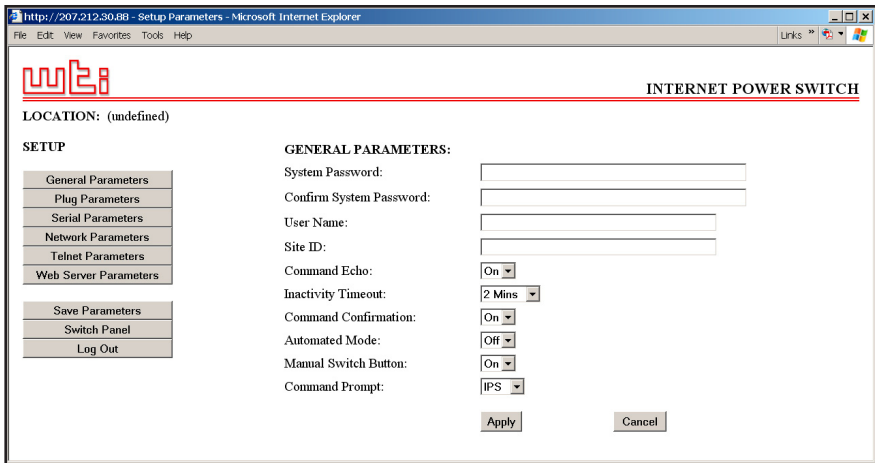 http://207.212.30.88 - Setup Parameters - Microsoft Internet Explorer
File Edit View Favorites Tools Help Links »
wti
INTERNET POWER SWITCH
LOCATION: (undefined)
SETUP
General Parameters
Plug Parameters
Serial Parameters
Network Parameters
Telnet Parameters
Web Server Parameters
Save Parameters
Switch Panel
Log Out
GENERAL PARAMETERS:
System Password:
Confirm System Password:
User Name:
Site ID:
Command Echo: On
Inactivity Timeout: 2 Mins
Command Confirmation: On
Automated Mode: Off
Manual Switch Button: On
Command Prompt: IPS
Apply Cancel